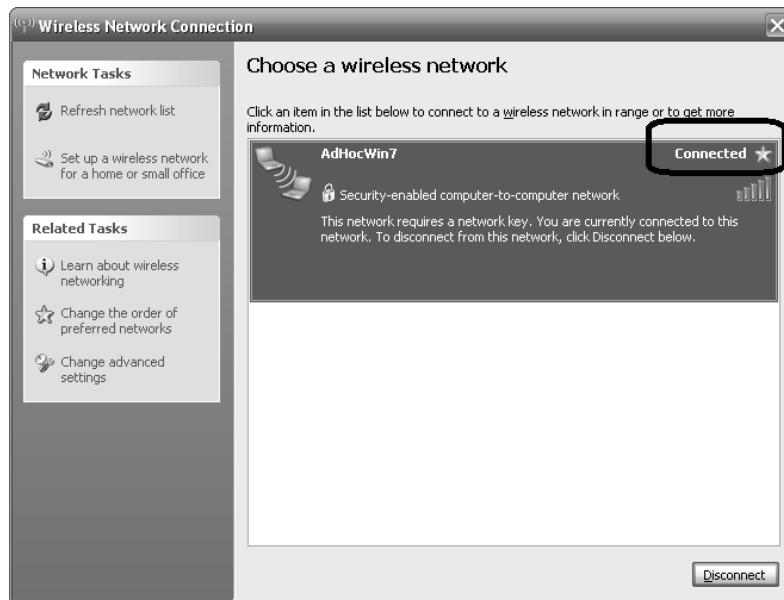 Wireless Network Connection
Network Tasks
Refresh network list
Set up a wireless network
for a home or small office
Related Tasks
Learn about wireless
networking
Change the order of
preferred networks
Change advanced
settings
Choose a wireless network
Click an item in the list below to connect to a wireless network in range or to get more
information.
AdHocWin7
Connected
Security-enabled computer-to-computer network
This network requires a network key. You are currently connected to this
network. To disconnect from this network, click Disconnect below.
Disconnect